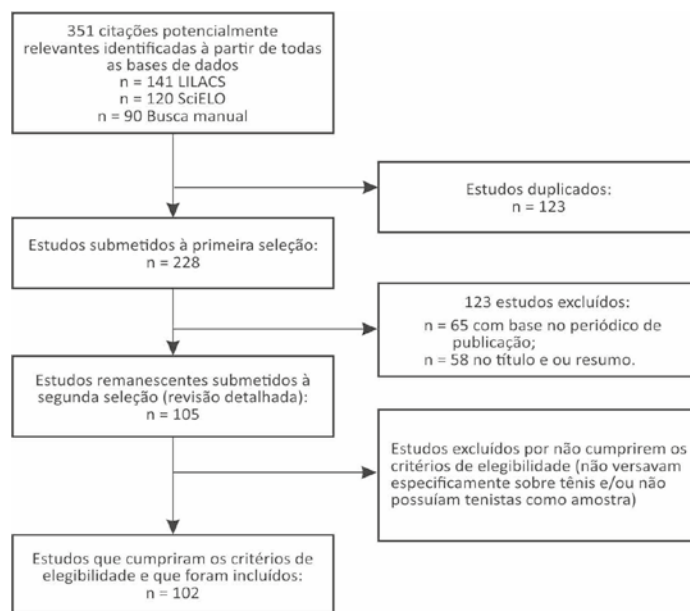 351 citações potencialmente
relevantes identificadas à partir de todas
as bases de dados
n = 141 LILACS
n = 120 SciELO
n = 90 Busca manual
Estudos duplicados:
n = 123
Estudos submetidos à primeira seleção:
n = 228
123 estudos excluídos:
n = 65 com base no periódico de
publicação;
n = 58 no título e ou resumo.
Estudos remanescentes submetidos à
segunda seleção (revisão detalhada):
n = 105
Estudos excluídos por não cumprirem os
critérios de elegibilidade (não versavam
especificamente sobre tênis e/ou não
possuíam tenistas como amostra)
Estudos que cumpriram os critérios de
elegibilidade e que foram incluídos:
n = 102